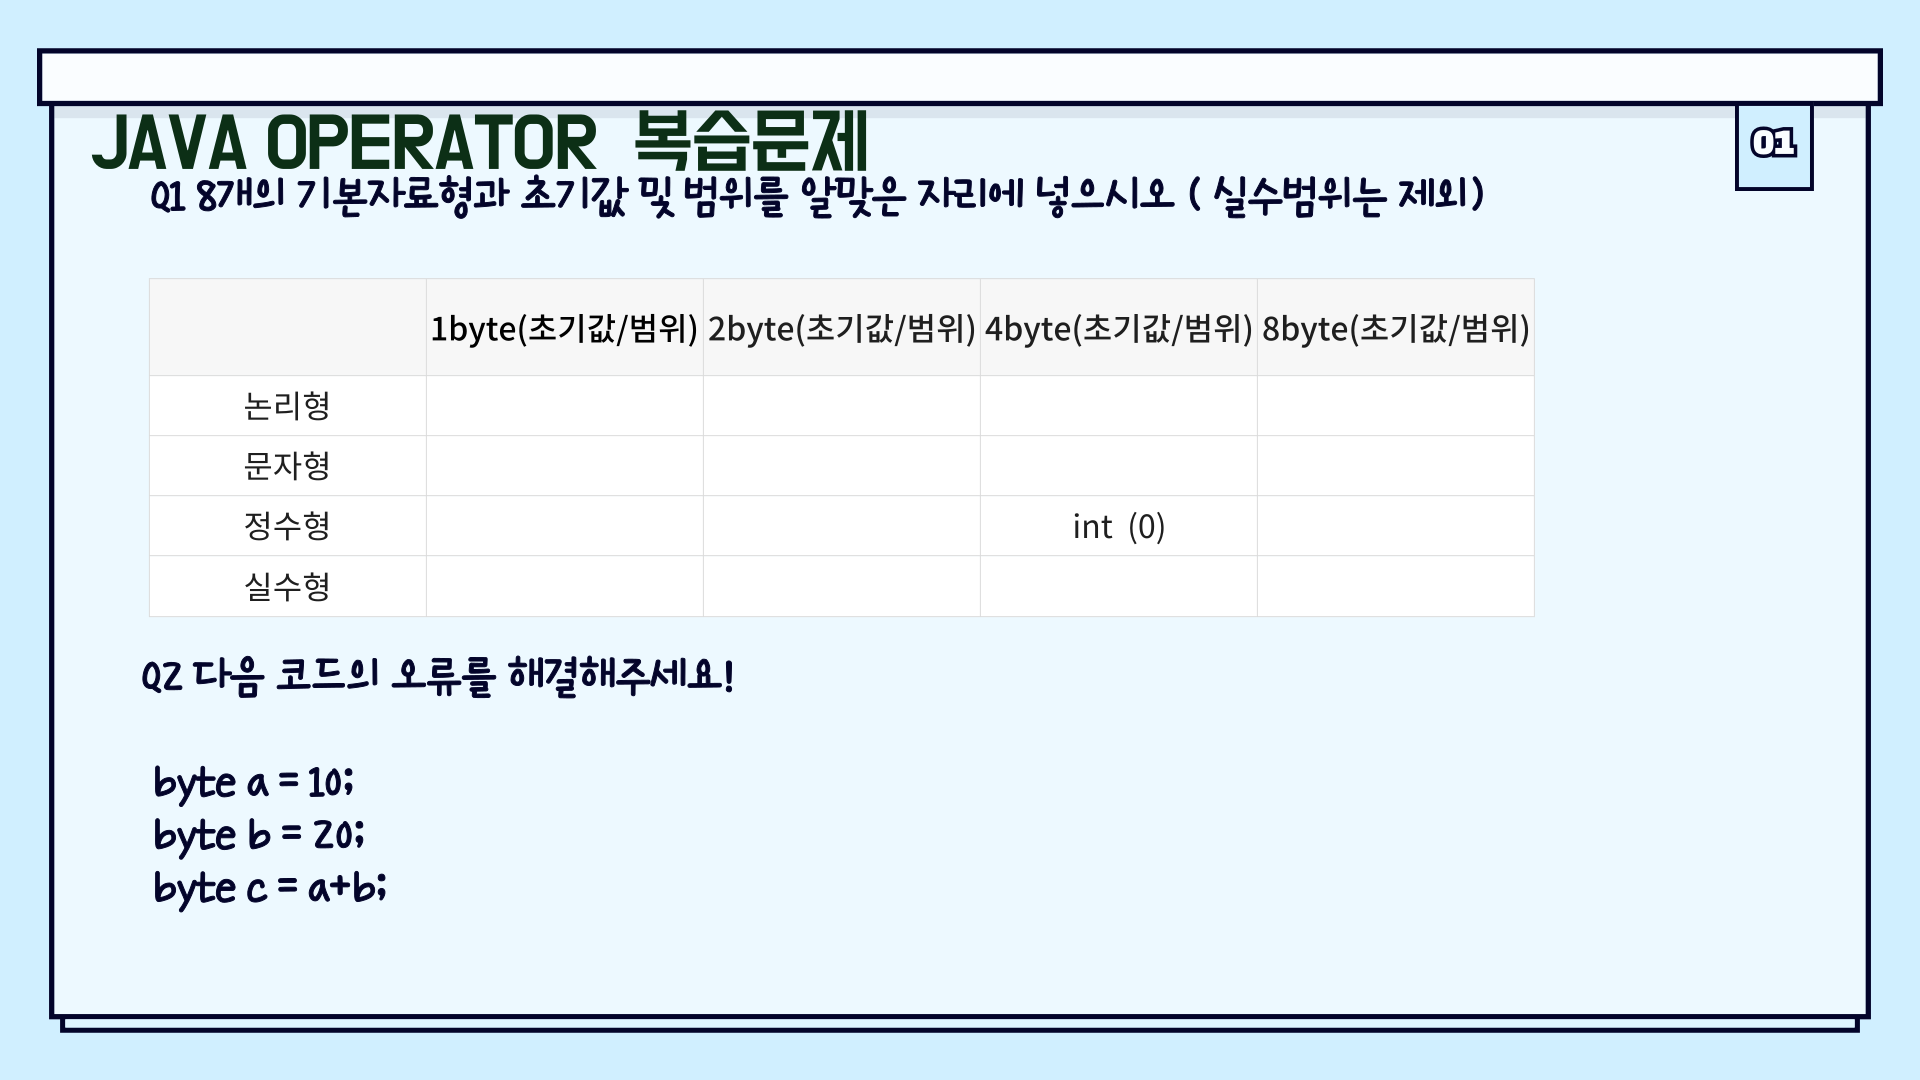 JAVA OPERATOR 복습문제
01
Q1 8개의 기본자료형과 초기값 및 범위를 알맞은 자리에 넣으시오 ( 실수범위는 제외)
1byte(초기값/범위) 2byte(초기값/범위) 4byte(초기값/범위) 8byte(초기값/범위)
논리형
문자형
정수형 int (0)
실수형
Q2 다음 코드의 오류를 해결해주세요!
byte a = 10;
byte b = 20;
byte c = a+b;